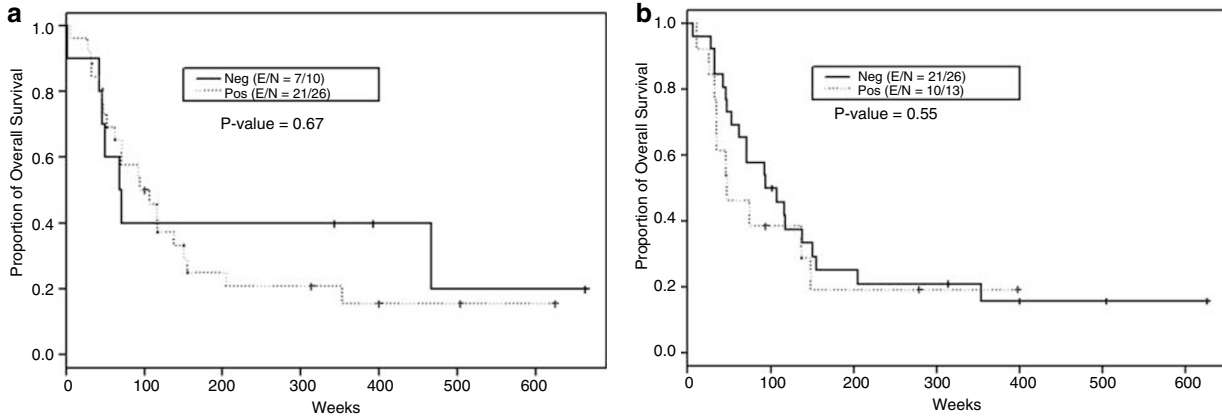 a
Proportion of Overall Survival
1.0
0.8
0.6
0.4
0.2
0.0
Neg (E/N = 7/10)
Pos (E/N = 21/26)
P-value = 0.67
0 100 200 300 400 500 600
Weeks
b
Proportion of Overall Survival
1.0
0.8
0.6
0.4
0.2
0.0
Neg (E/N = 21/26)
Pos (E/N = 10/13)
P-value = 0.55
0 100 200 300 400 500 600
Weeks